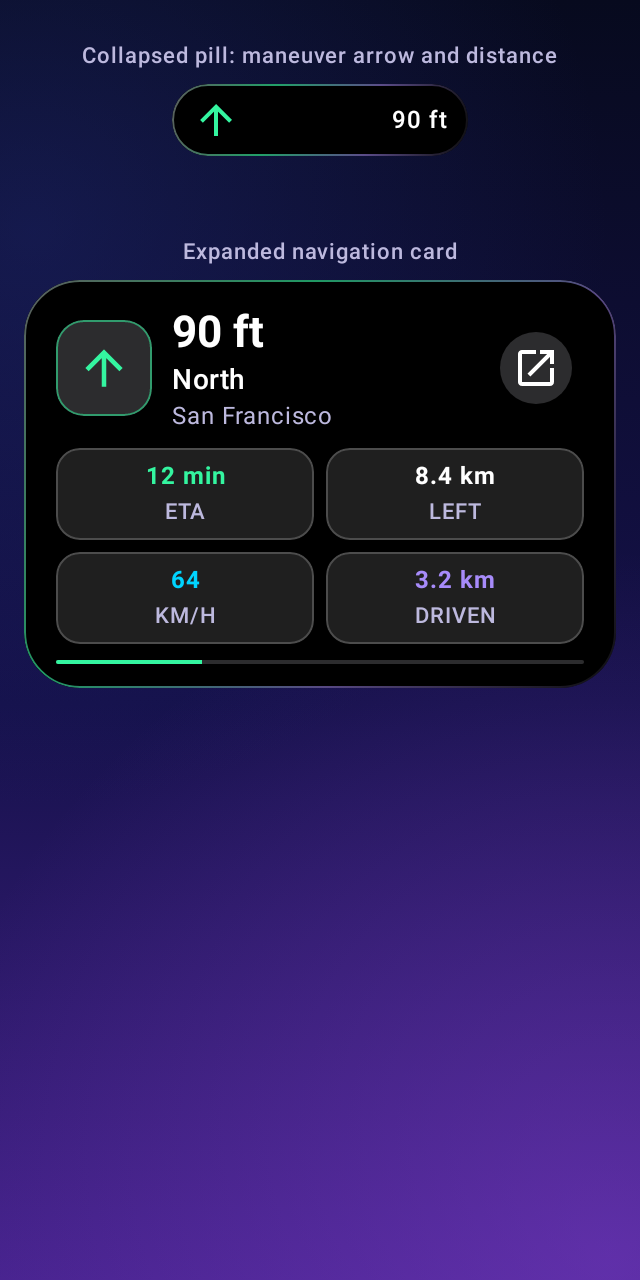 Collapsed pill: maneuver arrow and distance
90 ft
Expanded navigation card
90 ft
North
San Francisco
12 min
ETA
8.4 km
LEFT
64
KM/H
3.2 km
DRIVEN